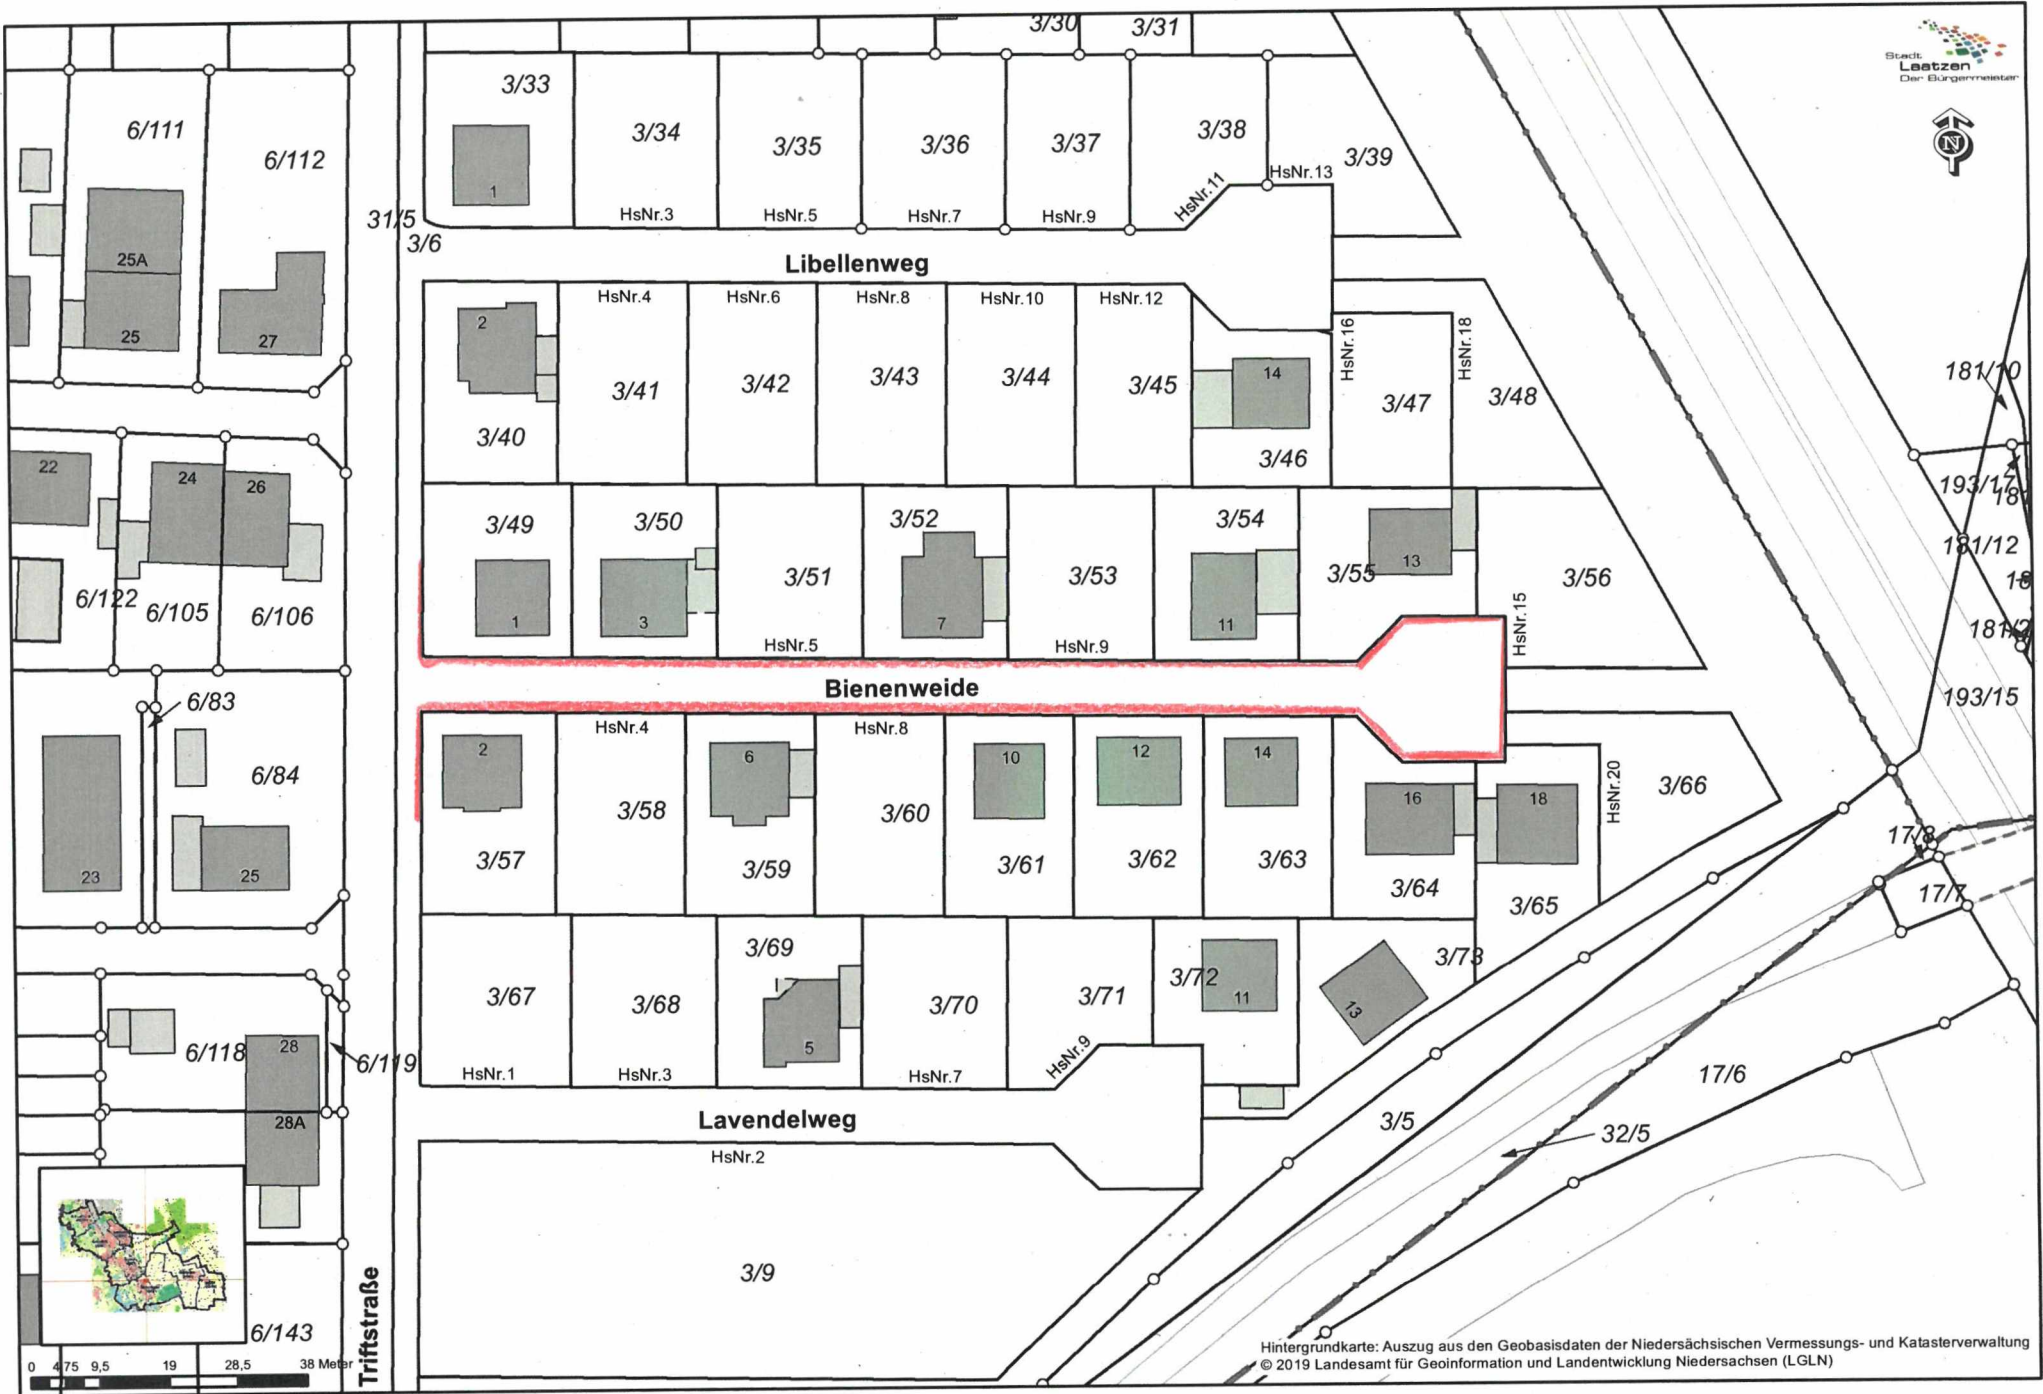 3/30
3/31
Stadt
Laatzen
Der Bürgermeister
N
3/33
3/34
3/35
3/36
3/37
3/38
3/39
6/111
6/112
1
HsNr.3
HsNr.5
HsNr.7
HsNr.9
HsNr.11
HsNr.13
31/5
3/6
25A
25
27
Libellenweg
2
HsNr.4
HsNr.6
HsNr.8
HsNr.10
HsNr.12
14
HsNr.16
HsNr.18
3/40
3/41
3/42
3/43
3/44
3/45
3/46
3/47
3/48
181/10
22
24
26
193/17
181/12
181/2
193/15
6/122
6/105
6/106
3/49
3/50
3/51
3/52
3/53
3/54
3/55
3/56
1
3
HsNr.5
7
HsNr.9
11
13
HsNr.15
Bienenweide
6/83
6/84
23
25
2
HsNr.4
6
HsNr.8
10
12
14
16
18
HsNr.20
3/57
3/58
3/59
3/60
3/61
3/62
3/63
3/64
3/65
3/66
17/8
17/7
3/67
3/68
3/69
3/70
3/71
3/72
3/73
HsNr.1
HsNr.3
5
HsNr.7
HsNr.9
11
13
6/118
28
6/119
28A
Lavendelweg
HsNr.2
3/5
32/5
17/6
3/9
6/143
Triftstraße
0 4,75 9,5 19 28,5 38 Meter
Hintergrundkarte: Auszug aus den Geobasisdaten der Niedersächsischen Vermessungs- und Katasterverwaltung
© 2019 Landesamt für Geoinformation und Landentwicklung Niedersachsen (LGLN)